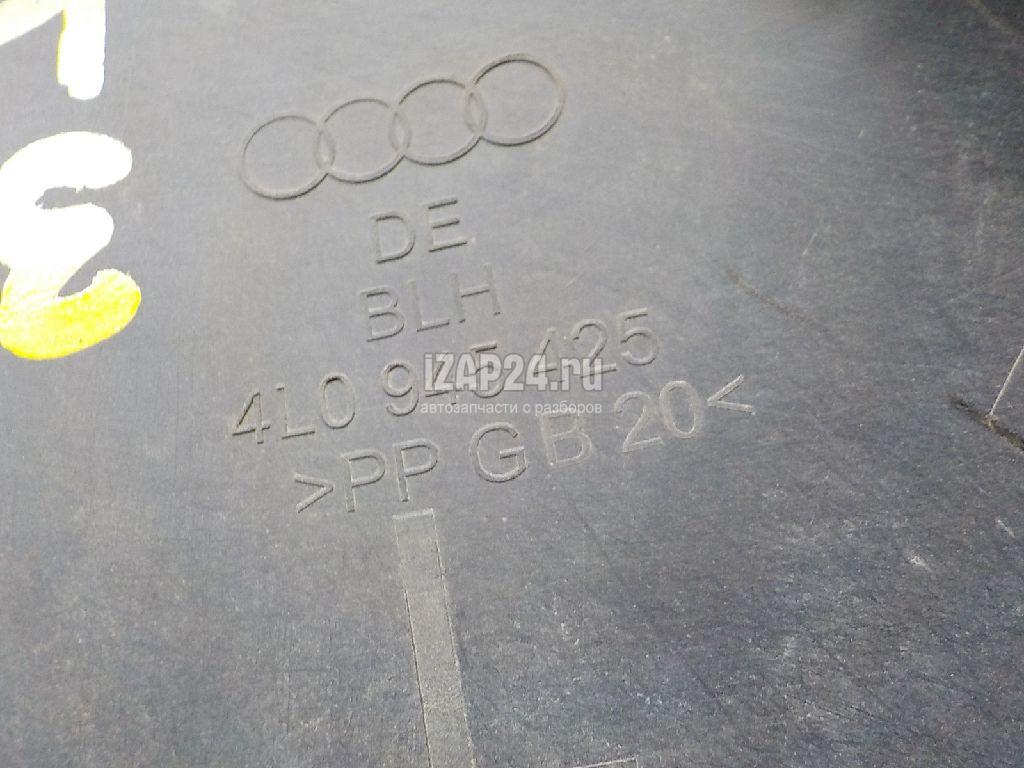 DE
BLH
4L0 945 425
>PP GB 20<
iZAP24.ru
автозапчасти с разборов